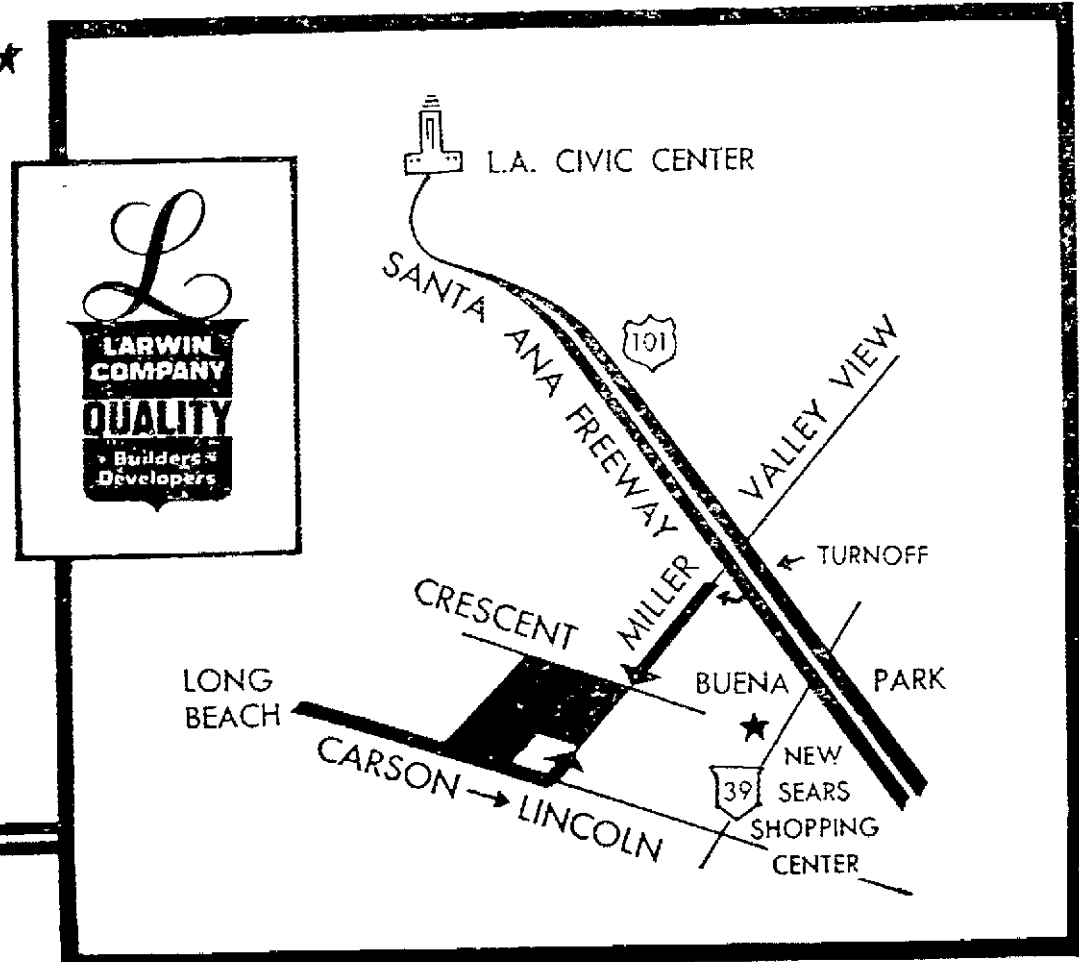 L.A. CIVIC CENTER
L
LARWIN
COMPANY
QUALITY
Builders
Developers
SANTA ANA FREEWAY
101
VALLEY VIEW
TURNOFF
MILLER
CRESCENT
LONG
BEACH
BUENA PARK
CARSON → LINCOLN
39
NEW
SEARS
SHOPPING
CENTER